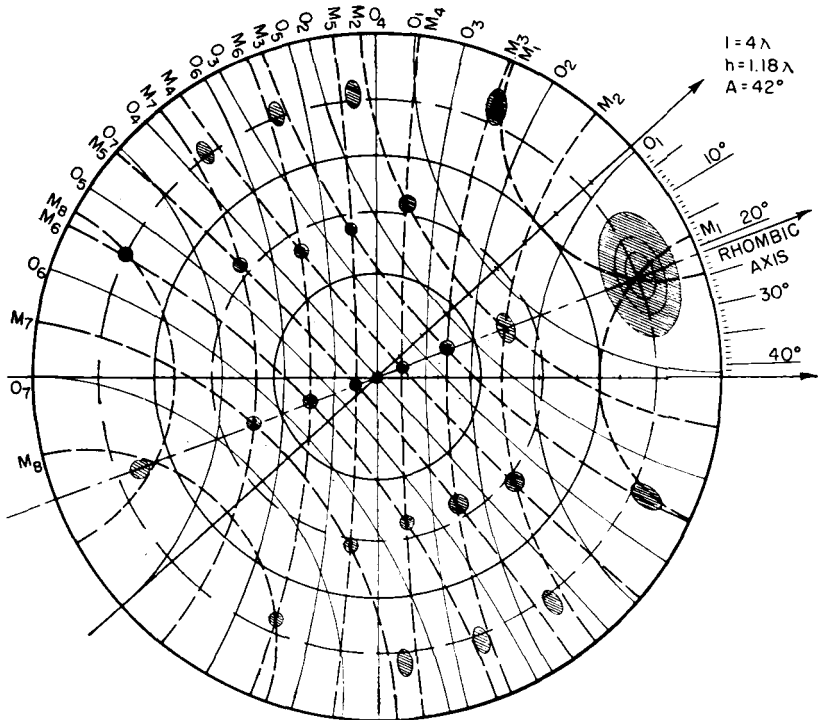 O₅
M₈
M₆
O₆
M₇
O₇
M₈
M₅
O₇
O₄
M₇
M₄
O₆
O₃
M₆
M₃
O₅
O₂
M₅
M₂
O₄
O₁
M₄
O₃
M₃
M₁
O₂
M₂
O₁
l = 4λ
h = 1.18λ
A = 42°
10°
M₁
20°
RHOMBIC
AXIS
30°
40°